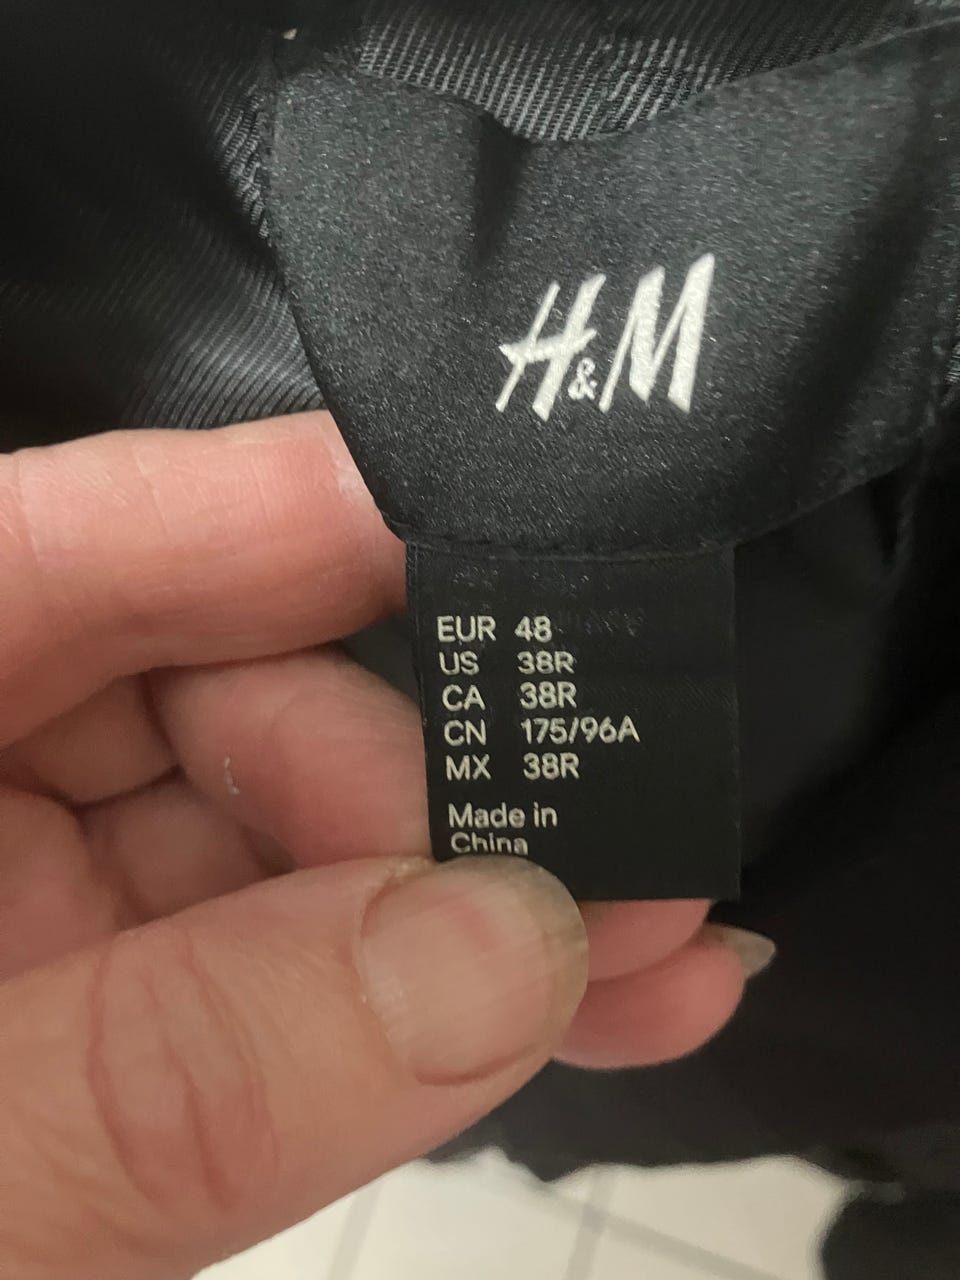 H&M
EUR 48
US 38R
CA 38R
CN 175/96A
MX 38R
Made in
China